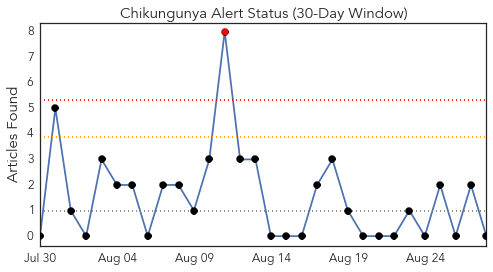 Chikungunya Alert Status (30-Day Window)
Articles Found
8
7
6
5
4
3
2
1
0
Jul 30
Aug 04
Aug 09
Aug 14
Aug 19
Aug 24